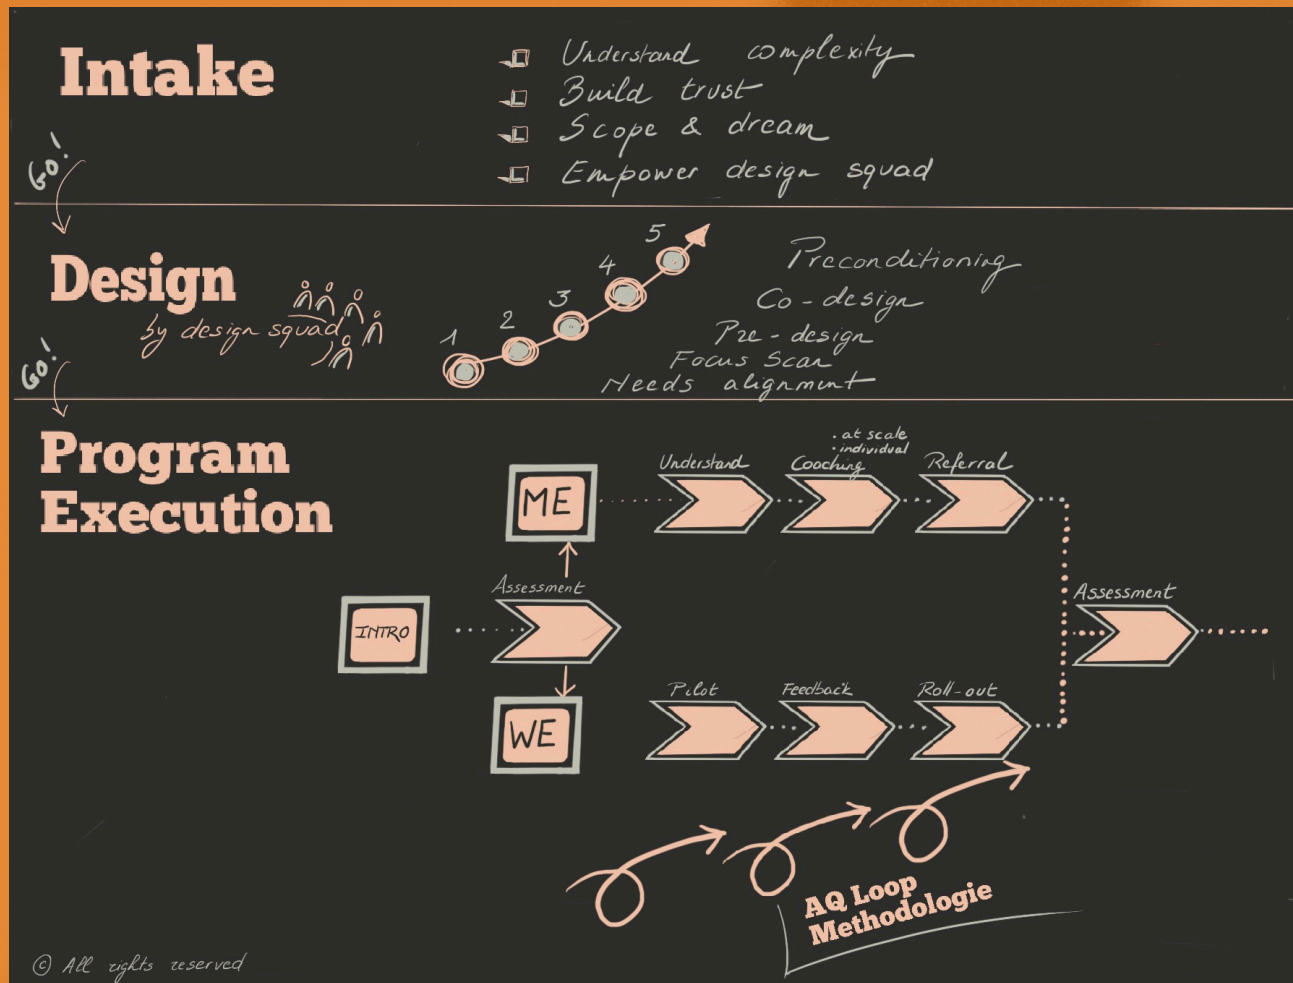 Intake
Understand complexity
Build trust
Scope & dream
Empower design squad
GO!
Design
by design squad
1
2
3
4
5
Preconditioning
Co-design
Pre-design
Focus Scan
Needs alignment
GO!
Program
Execution
ME
Understand
Coaching
• at scale
• individual
Referral
INTRO
Assessment
Assessment
WE
Pilot
Feedback
Roll-out
AQ Loop
Methodologie
© All rights reserved